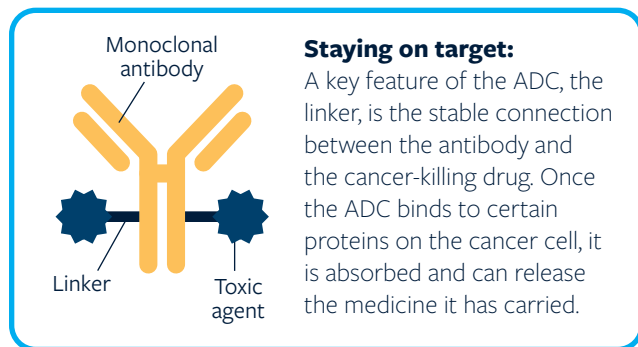 Monoclonal
antibody
Linker
Toxic
agent
Staying on target:
A key feature of the ADC, the
linker, is the stable connection
between the antibody and
the cancer-killing drug. Once
the ADC binds to certain
proteins on the cancer cell, it
is absorbed and can release
the medicine it has carried.